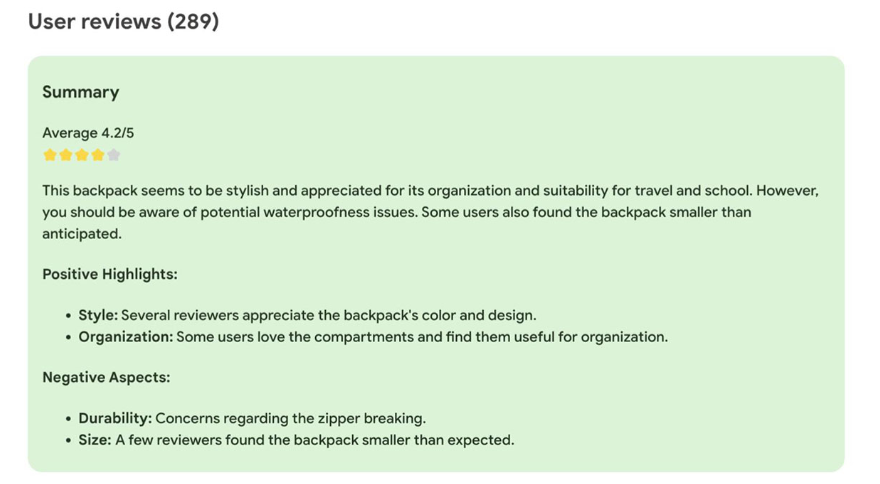 User reviews (289)
Summary
Average 4.2/5
This backpack seems to be stylish and appreciated for its organization and suitability for travel and school. However,
you should be aware of potential waterproofness issues. Some users also found the backpack smaller than
anticipated.
Positive Highlights:
• Style: Several reviewers appreciate the backpack's color and design.
• Organization: Some users love the compartments and find them useful for organization.
Negative Aspects:
• Durability: Concerns regarding the zipper breaking.
• Size: A few reviewers found the backpack smaller than expected.